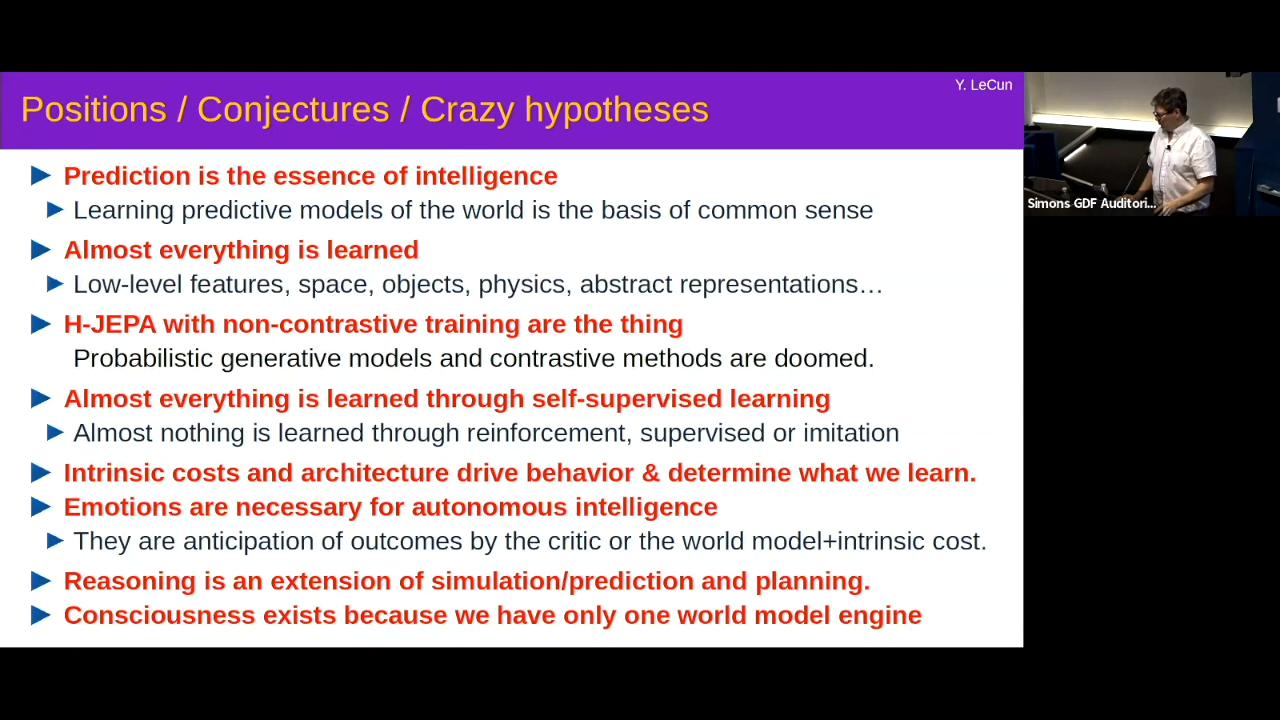 Y. LeCun
Positions / Conjectures / Crazy hypotheses
Prediction is the essence of intelligence
Learning predictive models of the world is the basis of common sense
Almost everything is learned
Low-level features, space, objects, physics, abstract representations…
H-JEPA with non-contrastive training are the thing
Probabilistic generative models and contrastive methods are doomed.
Almost everything is learned through self-supervised learning
Almost nothing is learned through reinforcement, supervised or imitation
Intrinsic costs and architecture drive behavior & determine what we learn.
Emotions are necessary for autonomous intelligence
They are anticipation of outcomes by the critic or the world model+intrinsic cost.
Reasoning is an extension of simulation/prediction and planning.
Consciousness exists because we have only one world model engine
Simons GDF Auditori...